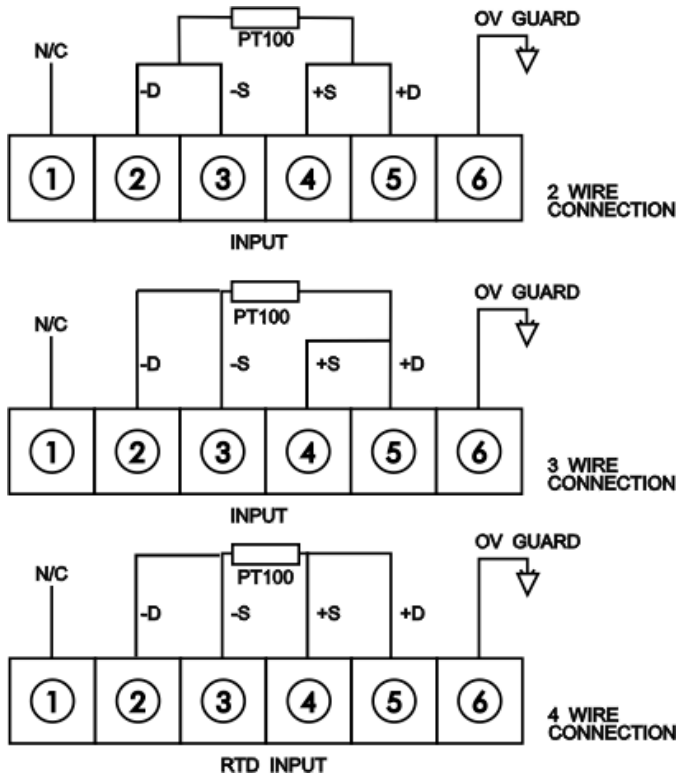 OV GUARD
PT100
N/C
-D -S +S +D
1 2 3 4 5 6
2 WIRE
CONNECTION
INPUT
OV GUARD
N/C
PT100
-D -S +S +D
1 2 3 4 5 6
3 WIRE
CONNECTION
INPUT
OV GUARD
N/C
PT100
-D -S +S +D
1 2 3 4 5 6
4 WIRE
CONNECTION
RTD INPUT